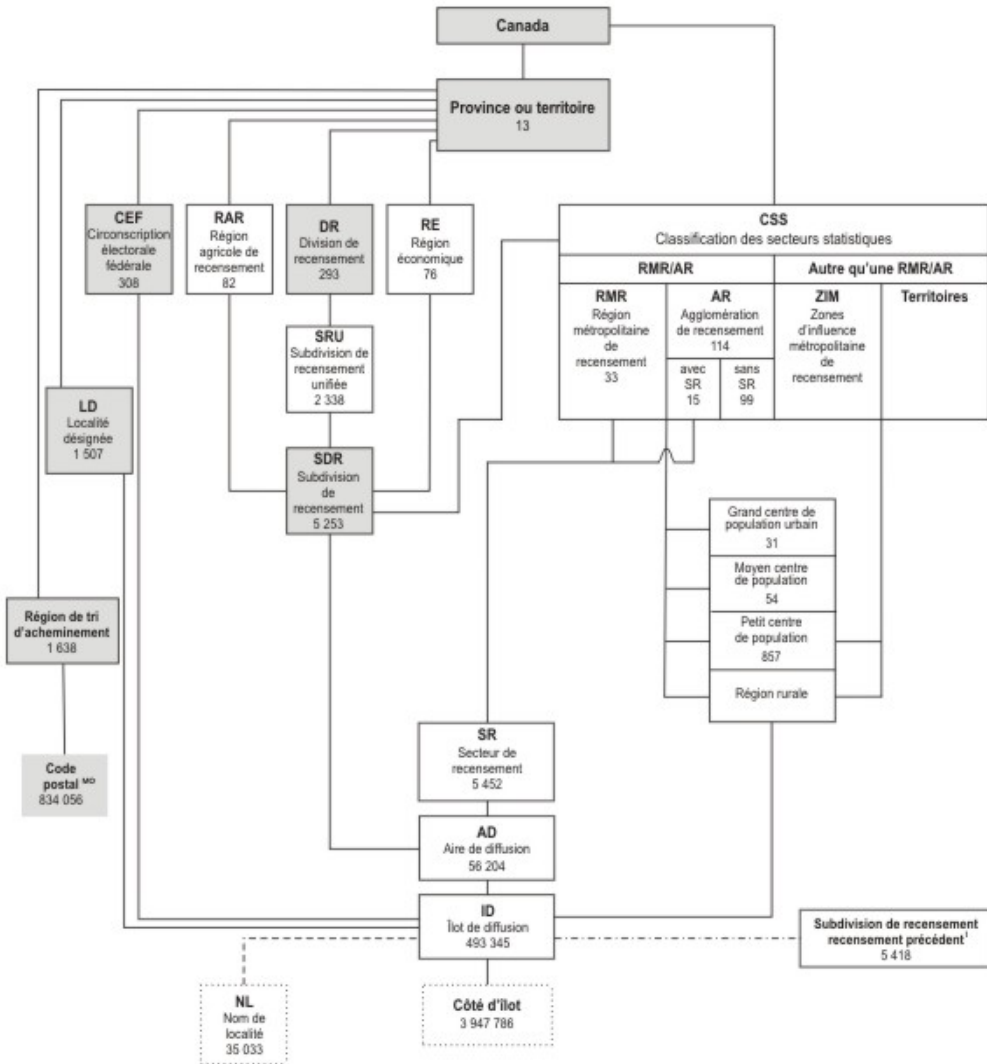 Canada
Province ou territoire
13
CEF
Circonscription
électorale
fédérale
308
RAR
Région
agricole de
recensement
82
DR
Division de
recensement
293
RE
Région
économique
76
CSS
Classification des secteurs statistiques
RMR/AR
Autre qu'une RMR/AR
RMR
Région
métropolitaine
de
recensement
33
AR
Agglomération
de recensement
114
avec
SR
15
sans
SR
99
ZIM
Zones
d'influence
métropolitaine
de
recensement
Territoires
SRU
Subdivision de
recensement
unifiée
2 338
LD
Localité
désignée
1 507
SDR
Subdivision
de
recensement
5 253
Grand centre de
population urbain
31
Moyen centre
de population
54
Petit centre
de population
857
Région rurale
Région de tri
d'acheminement
1 638
Code
postal MD
834 056
SR
Secteur de
recensement
5 452
AD
Aire de diffusion
56 204
ID
Îlot de diffusion
493 345
Subdivision de recensement
recensement précédent¹
5 418
NL
Nom de
localité
35 033
Côté d'îlot
3 947 786